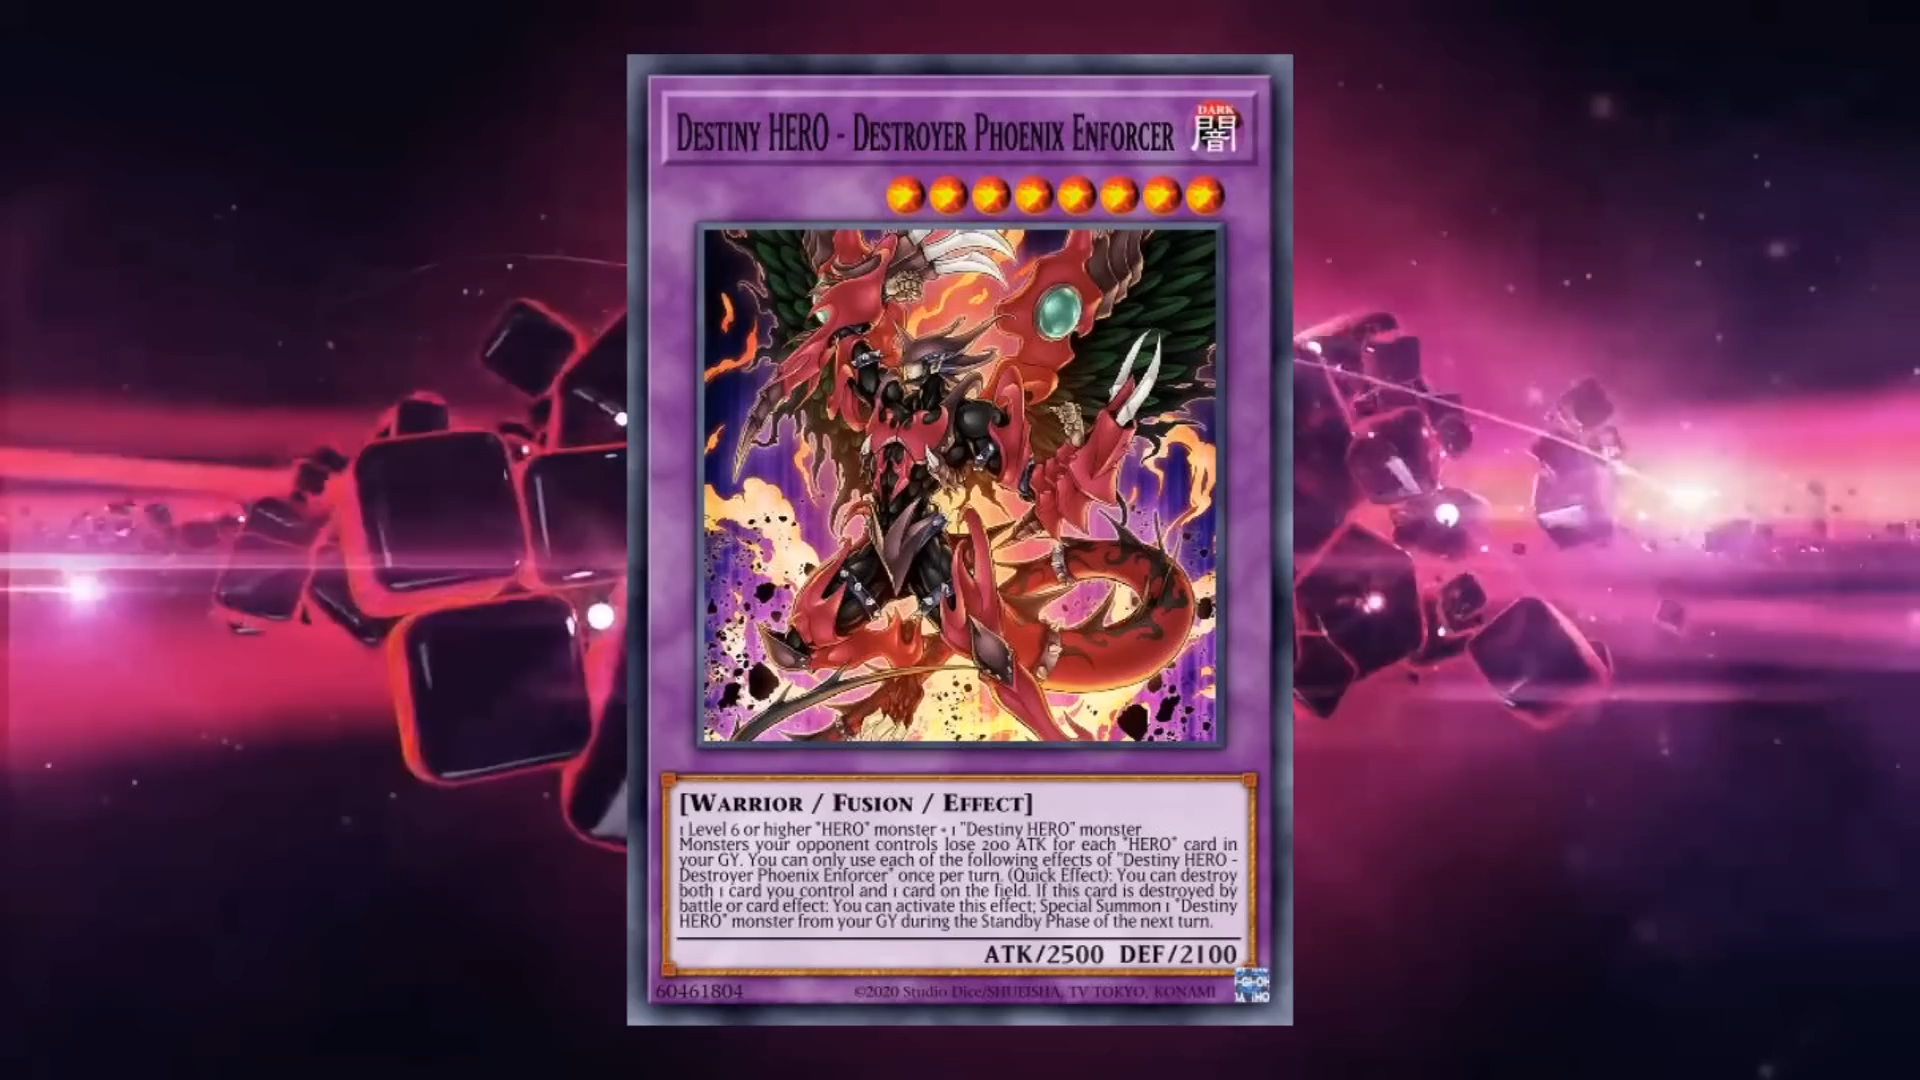 DESTINY HERO - DESTROYER PHOENIX ENFORCER
DARK
闇
[WARRIOR / FUSION / EFFECT]
1 Level 6 or higher "HERO" monster + 1 "Destiny HERO" monster
Monsters your opponent controls lose 200 ATK for each "HERO" card in
your GY. You can only use each of the following effects of "Destiny HERO -
Destroyer Phoenix Enforcer" once per turn. (Quick Effect): You can destroy
both 1 card you control and 1 card on the field. If this card is destroyed by
battle or card effect: You can activate this effect; Special Summon 1 "Destiny
HERO" monster from your GY during the Standby Phase of the next turn.
ATK/2500 DEF/2100
60461804
©2020 Studio Dice/SHUEISHA, TV TOKYO, KONAMI